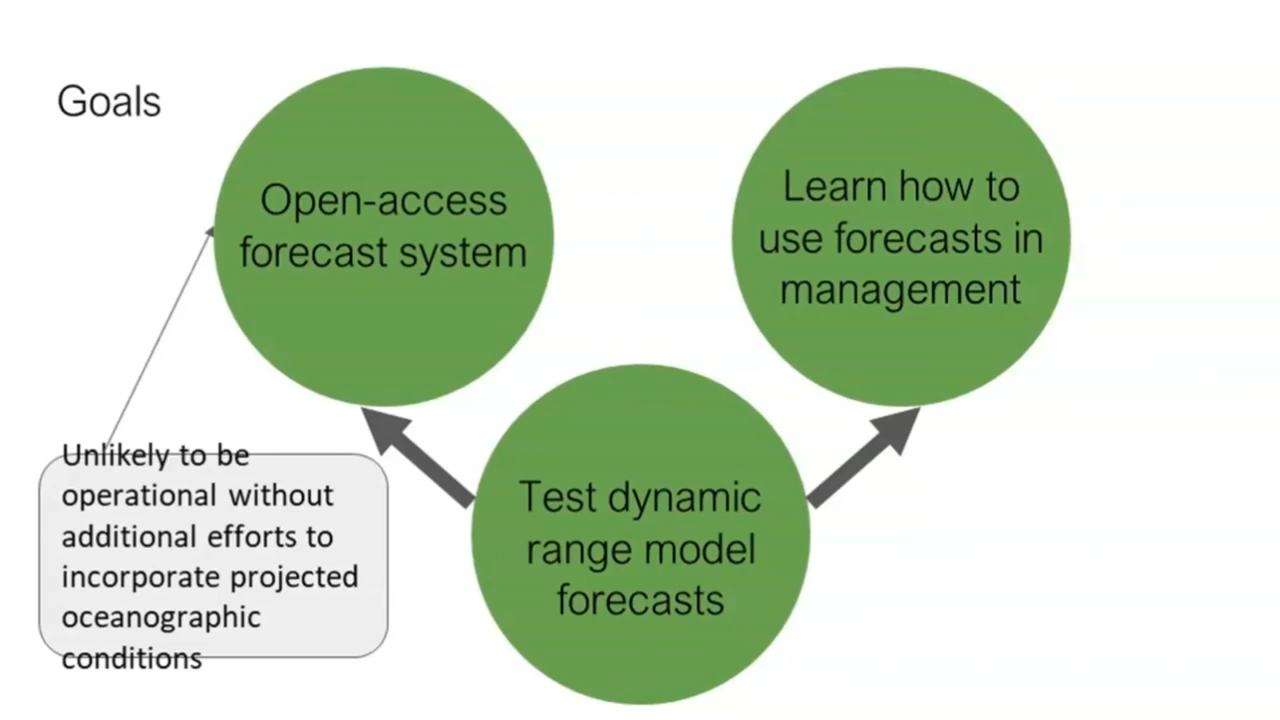 Goals
Open-access
forecast system
Learn how to
use forecasts in
management
Unlikely to be
operational without
additional efforts to
incorporate projected
oceanographic
conditions
Test dynamic
range model
forecasts